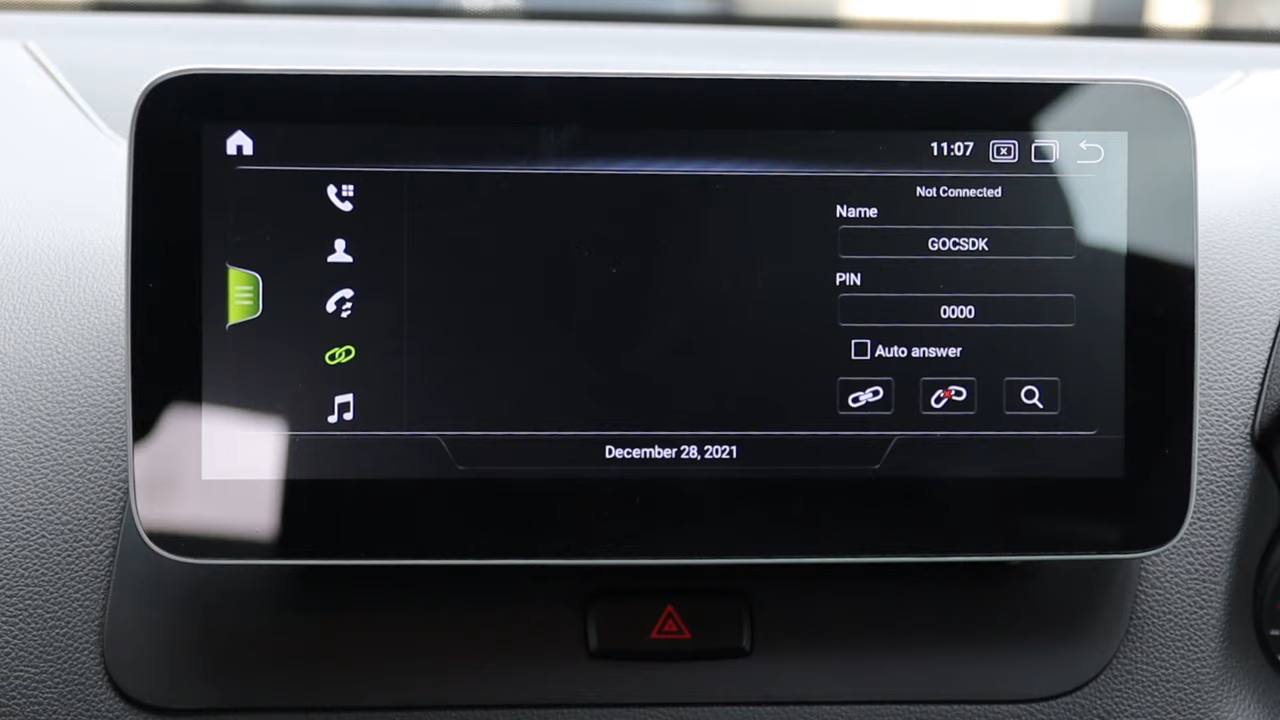 11:07
Not Connected
Name
GOCSDK
PIN
0000
Auto answer
December 28, 2021